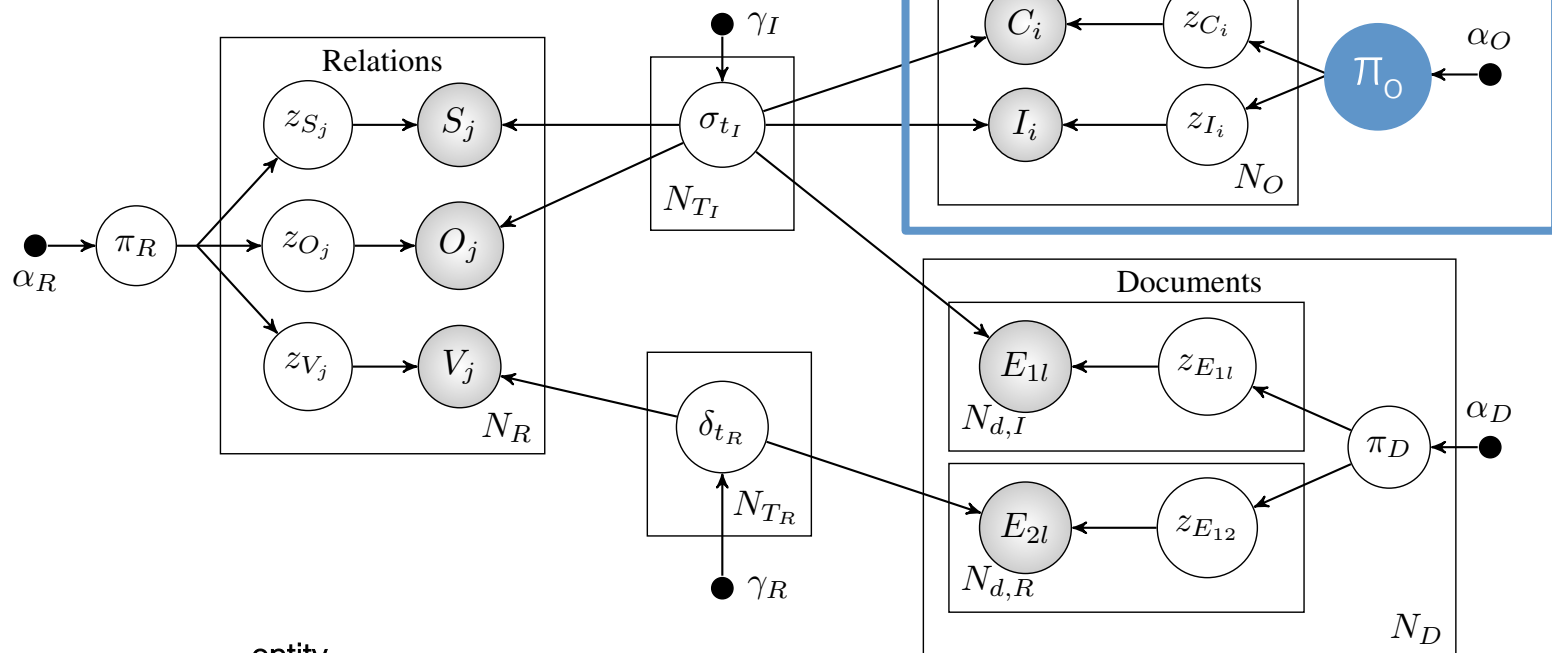 γ_I
C_i
z_{C_i}
α_O
Relations
π_o
z_{S_j}
S_j
σ_{t_I}
I_i
z_{I_i}
N_O
N_{T_I}
π_R
z_{O_j}
O_j
α_R
Documents
z_{V_j}
V_j
E_{1l}
z_{E_{1l}}
N_R
δ_{t_R}
N_{d,I}
α_D
π_D
N_{T_R}
E_{2l}
z_{E_{12}}
γ_R
N_{d,R}
N_D
entity